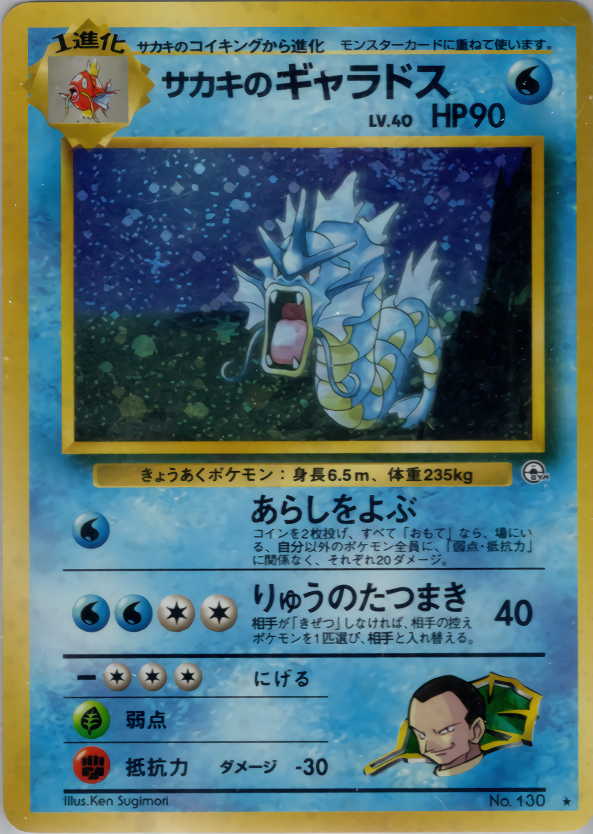 1進化
サカキのコイキングから進化 モンスターカードに重ねて使います。
サカキのギャラドス
LV.40 HP90
きょうあくポケモン：身長6.5m、体重235kg
あらしをよぶ
コインを2枚投げ、すべて「おもて」なら、場にい
る、自分以外のポケモン全員に、「弱点・抵抗力」
に関係なく、それぞれ20ダメージ。
りゅうのたつまき 40
相手が「きぜつ」しなければ、相手の控え
ポケモンを1匹選び、相手と入れ替える。
にげる
弱点
抵抗力 ダメージ -30
Illus.Ken Sugimori No.130